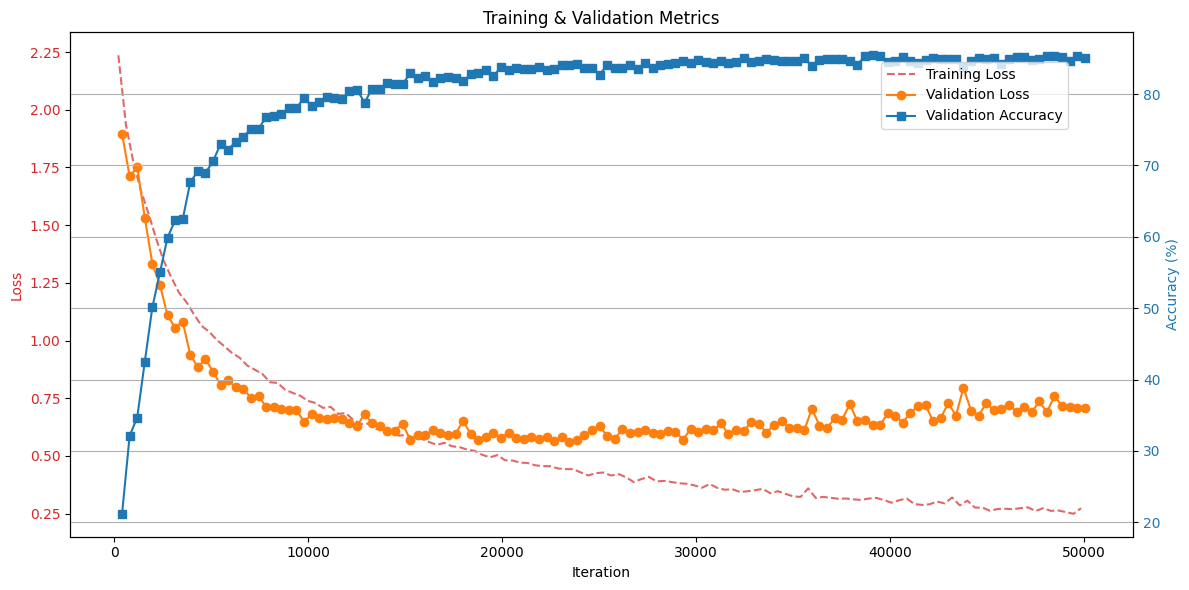 Training & Validation Metrics
Loss
2.25
2.00
1.75
1.50
1.25
1.00
0.75
0.50
0.25
Training Loss
Validation Loss
Validation Accuracy
80
70
60
50
40
30
20
Accuracy (%)
0 10000 20000 30000 40000 50000
Iteration